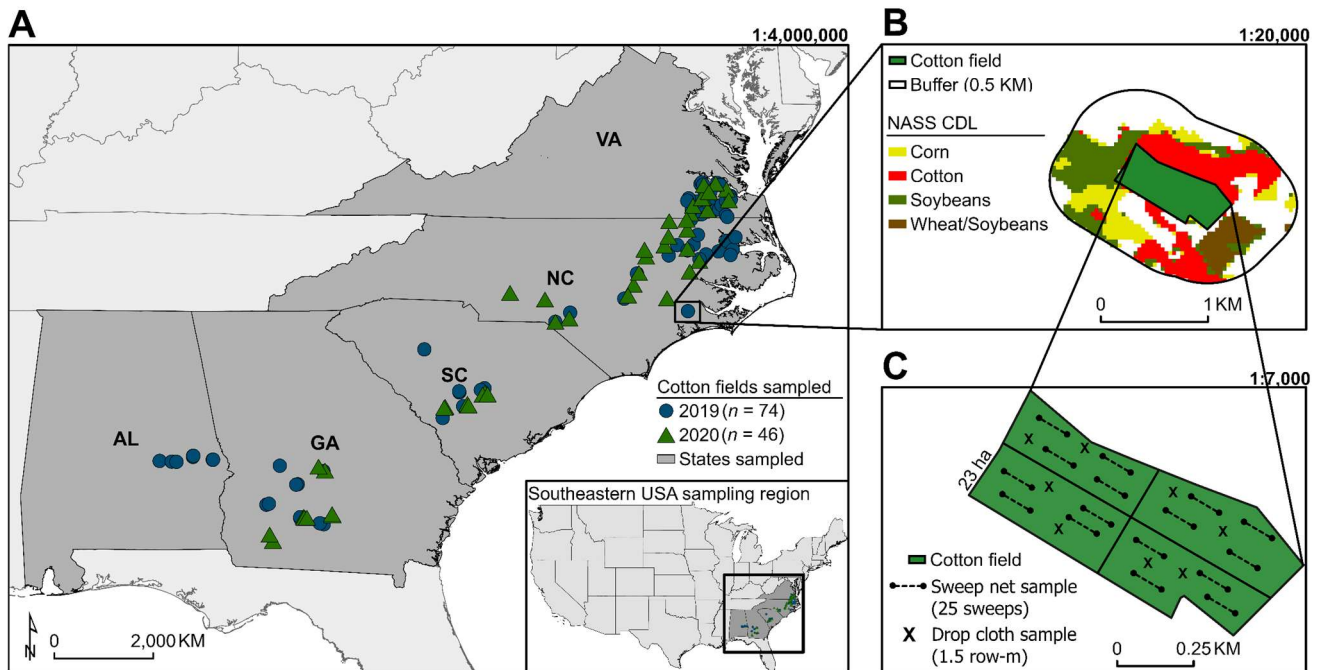 A
1:4,000,000
VA
NC
SC
AL
GA
Cotton fields sampled
2019 (n = 74)
2020 (n = 46)
States sampled
Southeastern USA sampling region
N
0 2,000 KM
B
1:20,000
Cotton field
Buffer (0.5 KM)
NASS CDL
Corn
Cotton
Soybeans
Wheat/Soybeans
0 1 KM
C
1:7,000
23 ha
X X X X X X X X
Cotton field
Sweep net sample
(25 sweeps)
X Drop cloth sample
(1.5 row-m)
0 0.25 KM